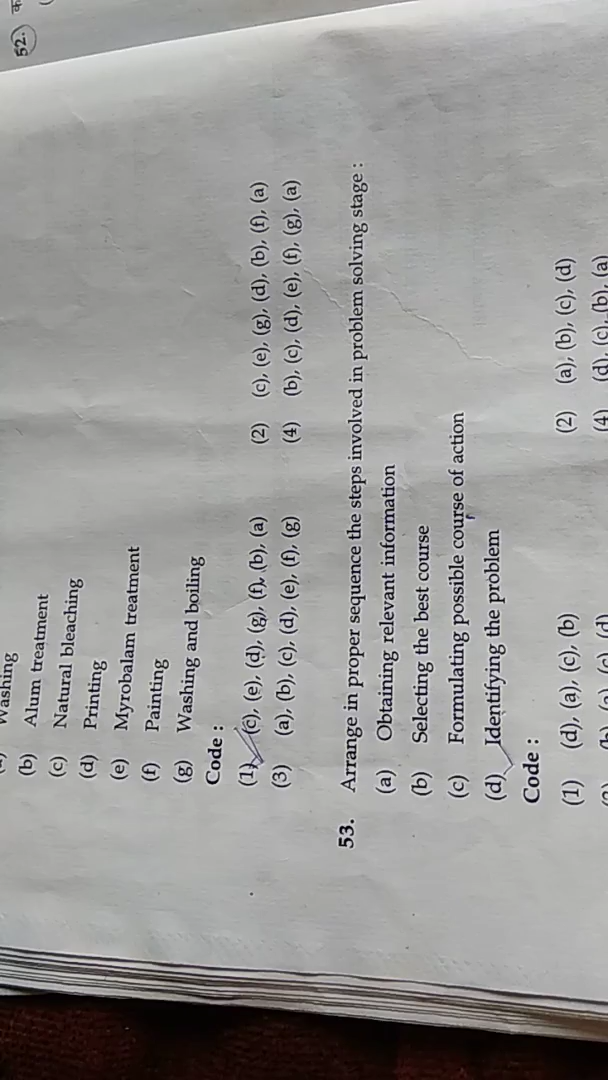 52.
Washing
(b) Alum treatment
(c) Natural bleaching
(d) Printing
(e) Myrobalam treatment
(f) Painting
(g) Washing and boiling
Code :
(1) (c), (e), (d), (g), (f), (b), (a) (2) (c), (e), (g), (d), (b), (f), (a)
(3) (a), (b), (c), (d), (e), (f), (g) (4) (b), (c), (d), (e), (f), (g), (a)
53. Arrange in proper sequence the steps involved in problem solving stage :
(a) Obtaining relevant information
(b) Selecting the best course
(c) Formulating possible course of action
(d) Identifying the problem
Code :
(1) (d), (a), (c), (b) (2) (a), (b), (c), (d)
(4) (d), (c), (b), (a)